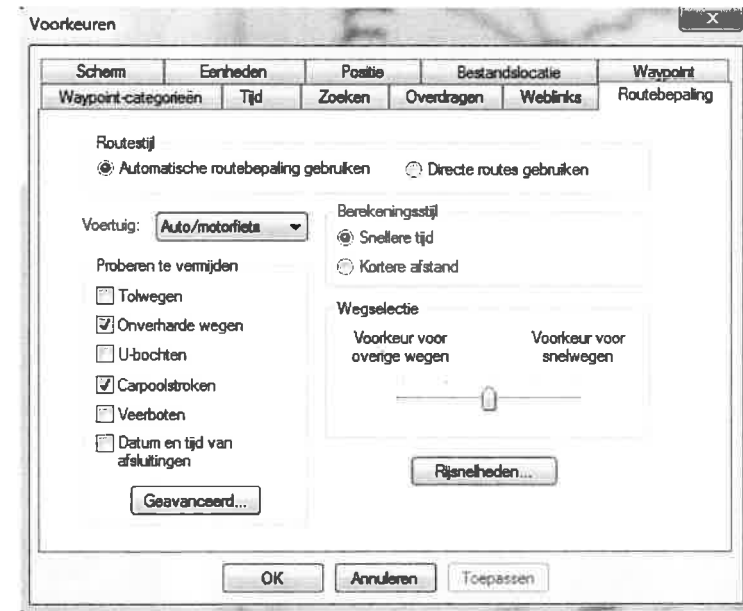 Voorkeuren
Scherm Eenheden Positie Bestandslocatie Waypoint
Waypoint-categorieën Tijd Zoeken Overdragen Weblinks Routebepaling
Routestijl
Automatische routebepaling gebruiken Directe routes gebruiken
Voertuig: Auto/motorfiets
Berekeningsstijl
Snellere tijd
Kortere afstand
Proberen te vermijden
Tolwegen
Onverharde wegen
U-bochten
Carpoolstroken
Veerboten
Datum en tijd van
afsluitingen
Geavanceerd...
Wegselectie
Voorkeur voor Voorkeur voor
overige wegen snelwegen
Rijsnelheden...
OK Annuleren Toepassen